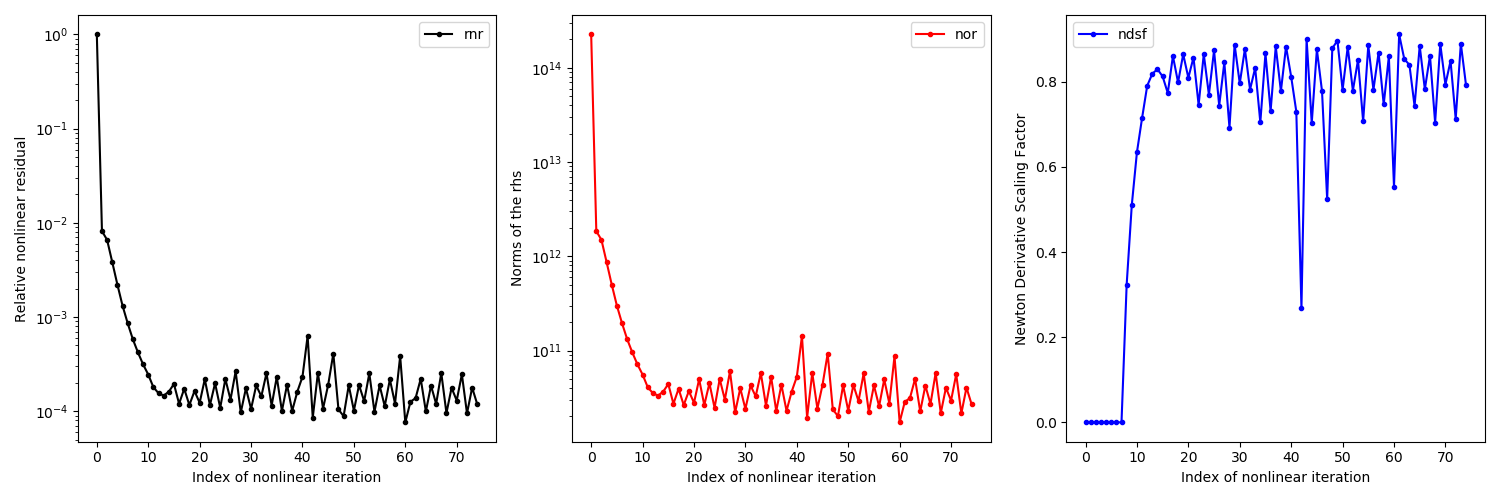 Relative nonlinear residual
10^0
10^-1
10^-2
10^-3
10^-4
rnr
0 10 20 30 40 50 60 70
Index of nonlinear iteration
Norms of the rhs
10^14
10^13
10^12
10^11
nor
0 10 20 30 40 50 60 70
Index of nonlinear iteration
Newton Derivative Scaling Factor
0.8
0.6
0.4
0.2
0.0
ndsf
0 10 20 30 40 50 60 70
Index of nonlinear iteration